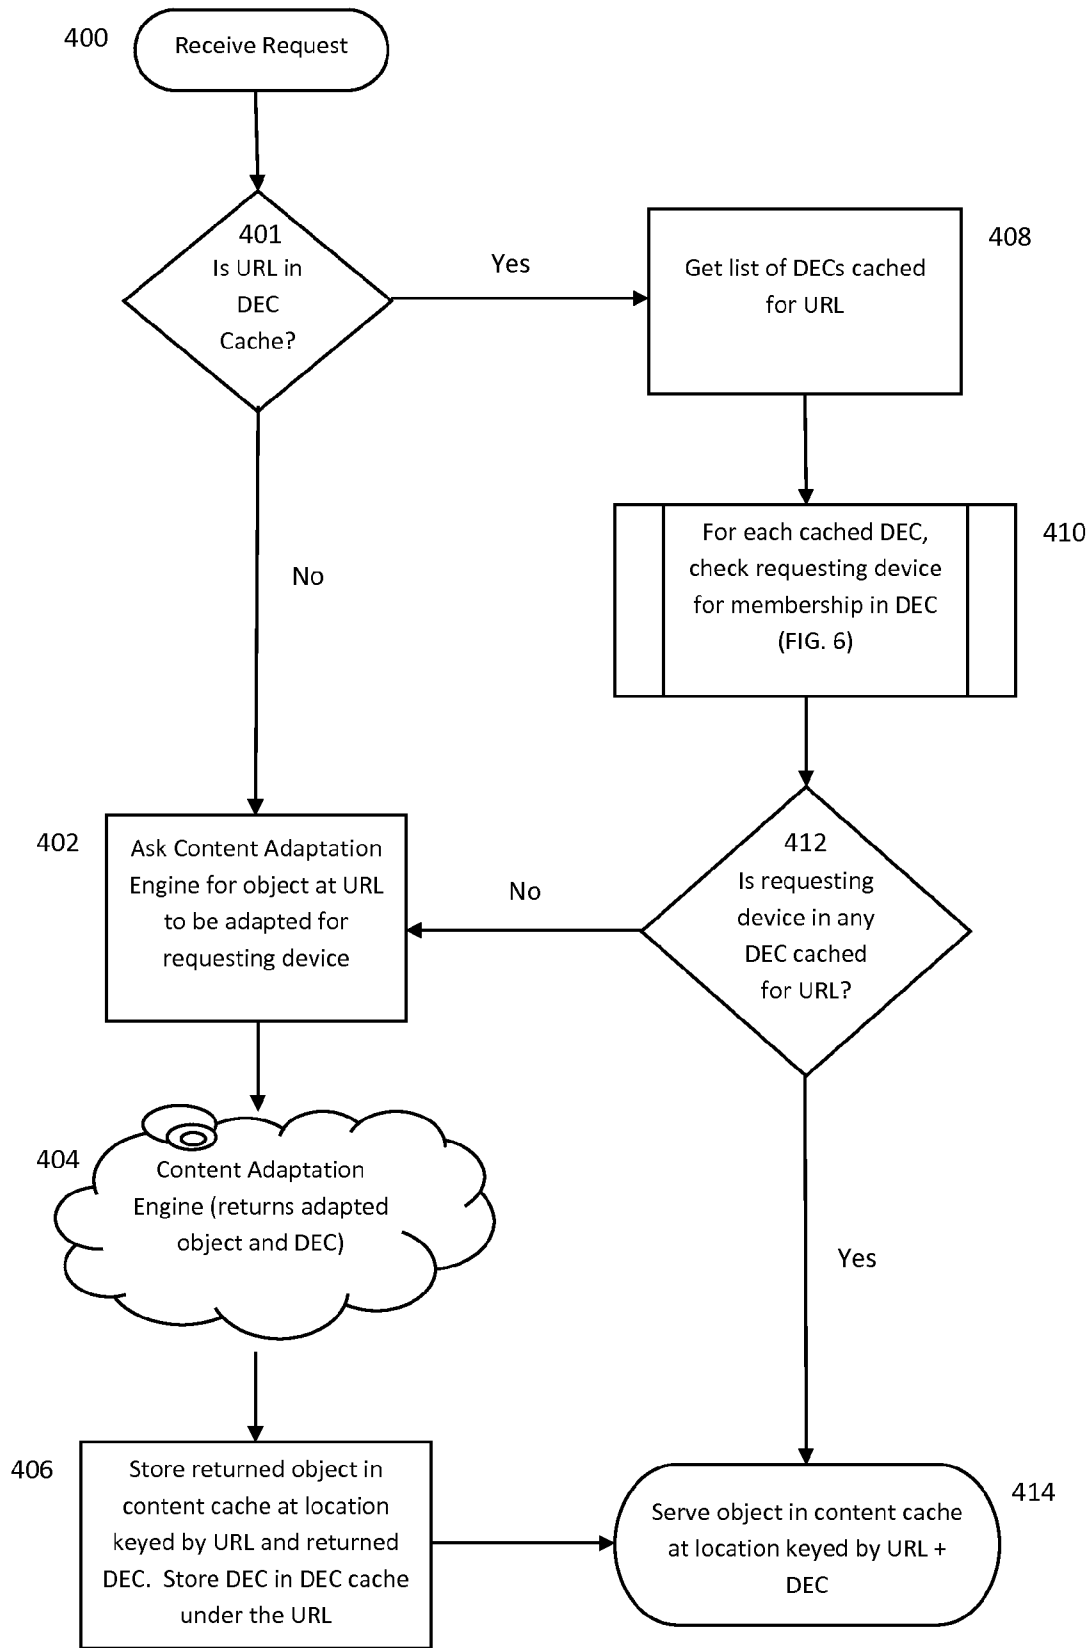 400
Receive Request
401
Is URL in
DEC
Cache?
Yes
Get list of DECs cached
for URL
408
No
For each cached DEC,
check requesting device
for membership in DEC
(FIG. 6)
410
402
Ask Content Adaptation
Engine for object at URL
to be adapted for
requesting device
No
412
Is requesting
device in any
DEC cached
for URL?
404
Content Adaptation
Engine (returns adapted
object and DEC)
Yes
406
Store returned object in
content cache at location
keyed by URL and returned
DEC.  Store DEC in DEC cache
under the URL
Serve object in content cache
at location keyed by URL +
DEC
414